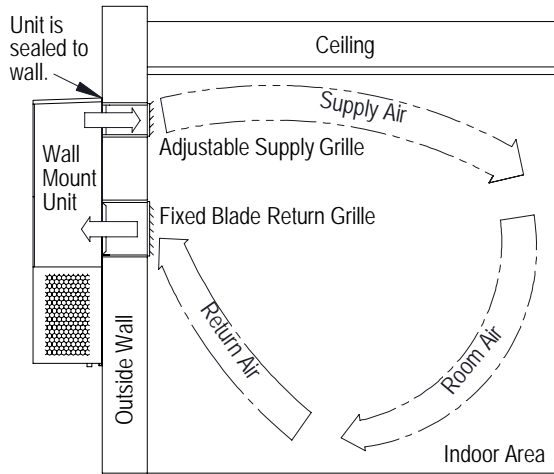 Unit is
sealed to
wall.
Ceiling
Supply Air
Adjustable Supply Grille
Wall
Mount
Unit
Fixed Blade Return Grille
Return Air
Room Air
Outside Wall
Indoor Area